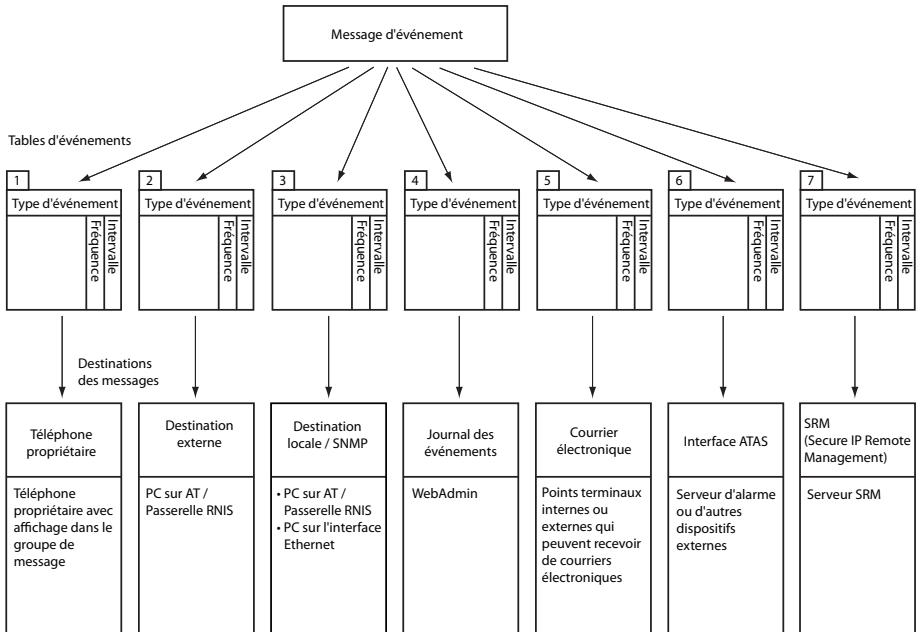 Message d'événement
Tables d'événements
1
2
3
4
5
6
7
Type d'événement
Fréquence
Intervalle
Type d'événement
Fréquence
Intervalle
Type d'événement
Fréquence
Intervalle
Type d'événement
Fréquence
Intervalle
Type d'événement
Fréquence
Intervalle
Type d'événement
Fréquence
Intervalle
Type d'événement
Fréquence
Intervalle
Destinations
des messages
Téléphone
propriétaire
Téléphone
propriétaire avec
affichage dans le
groupe de
message
Destination
externe
PC sur AT /
Passerelle RNIS
Destination
locale / SNMP
• PC sur AT /
Passerelle RNIS
• PC sur l'interface
Ethernet
Journal des
événements
WebAdmin
Courrier
électronique
Points terminaux
internes ou
externes qui
peuvent recevoir
de courriers
électroniques
Interface ATAS
Serveur d'alarme
ou d'autres
dispositifs
externes
SRM
(Secure IP Remote
Management)
Serveur SRM